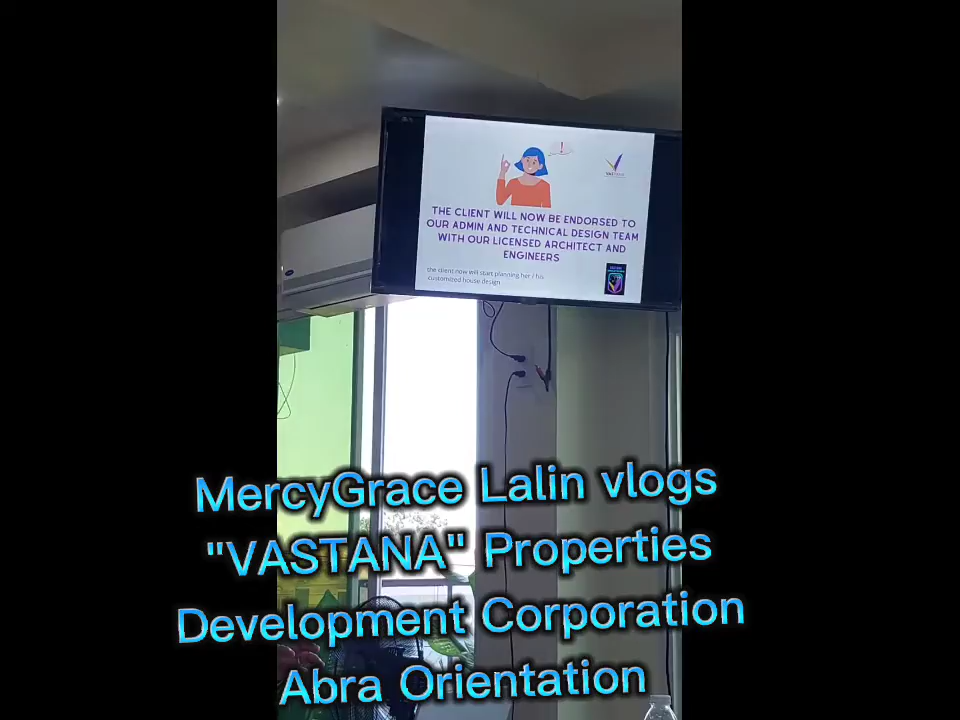 THE CLIENT WILL NOW BE ENDORSED TO
OUR ADMIN AND TECHNICAL DESIGN TEAM
WITH OUR LICENSED ARCHITECT AND
ENGINEERS
the client now will start planning her / his
customized house design
MercyGrace Lalin vlogs
"VASTANA" Properties
Development Corporation
Abra Orientation